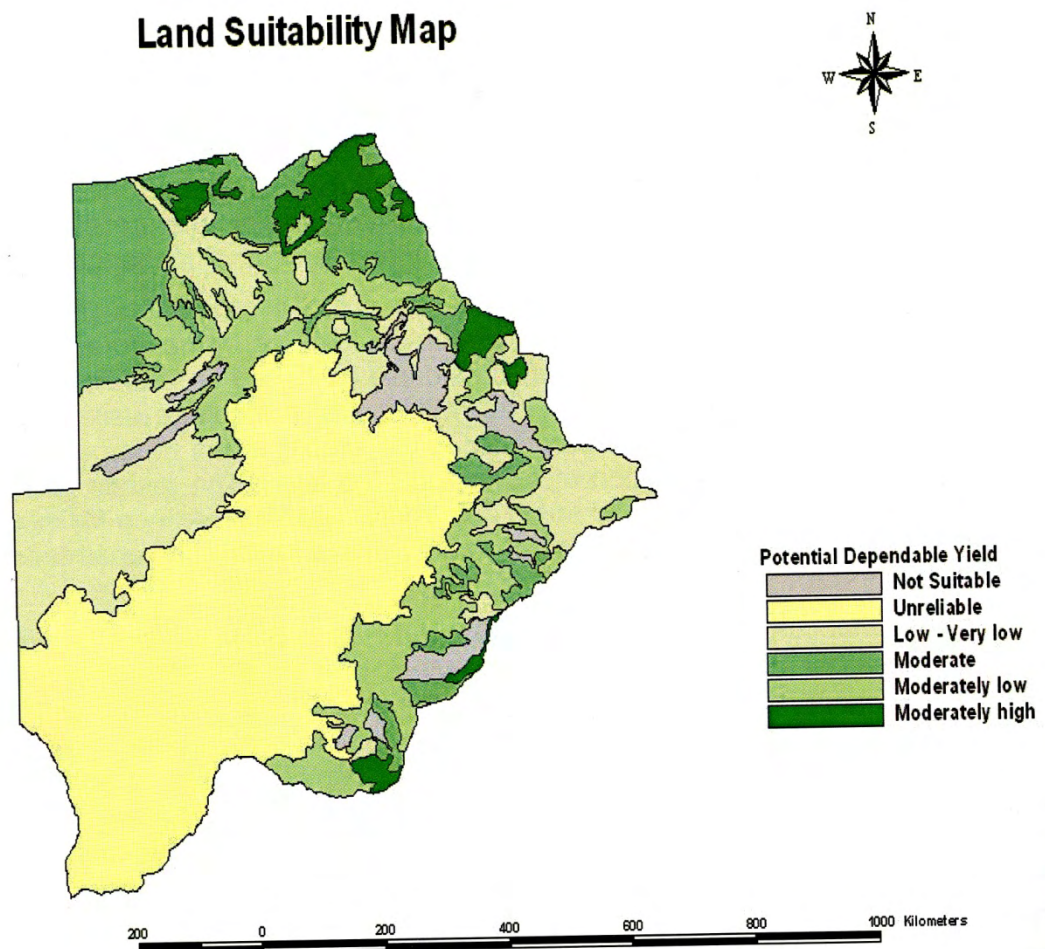 Land Suitability Map
N
W E
S
Potential Dependable Yield
Not Suitable
Unreliable
Low - Very low
Moderate
Moderately low
Moderately high
200 0 200 400 600 800 1000 Kilometers